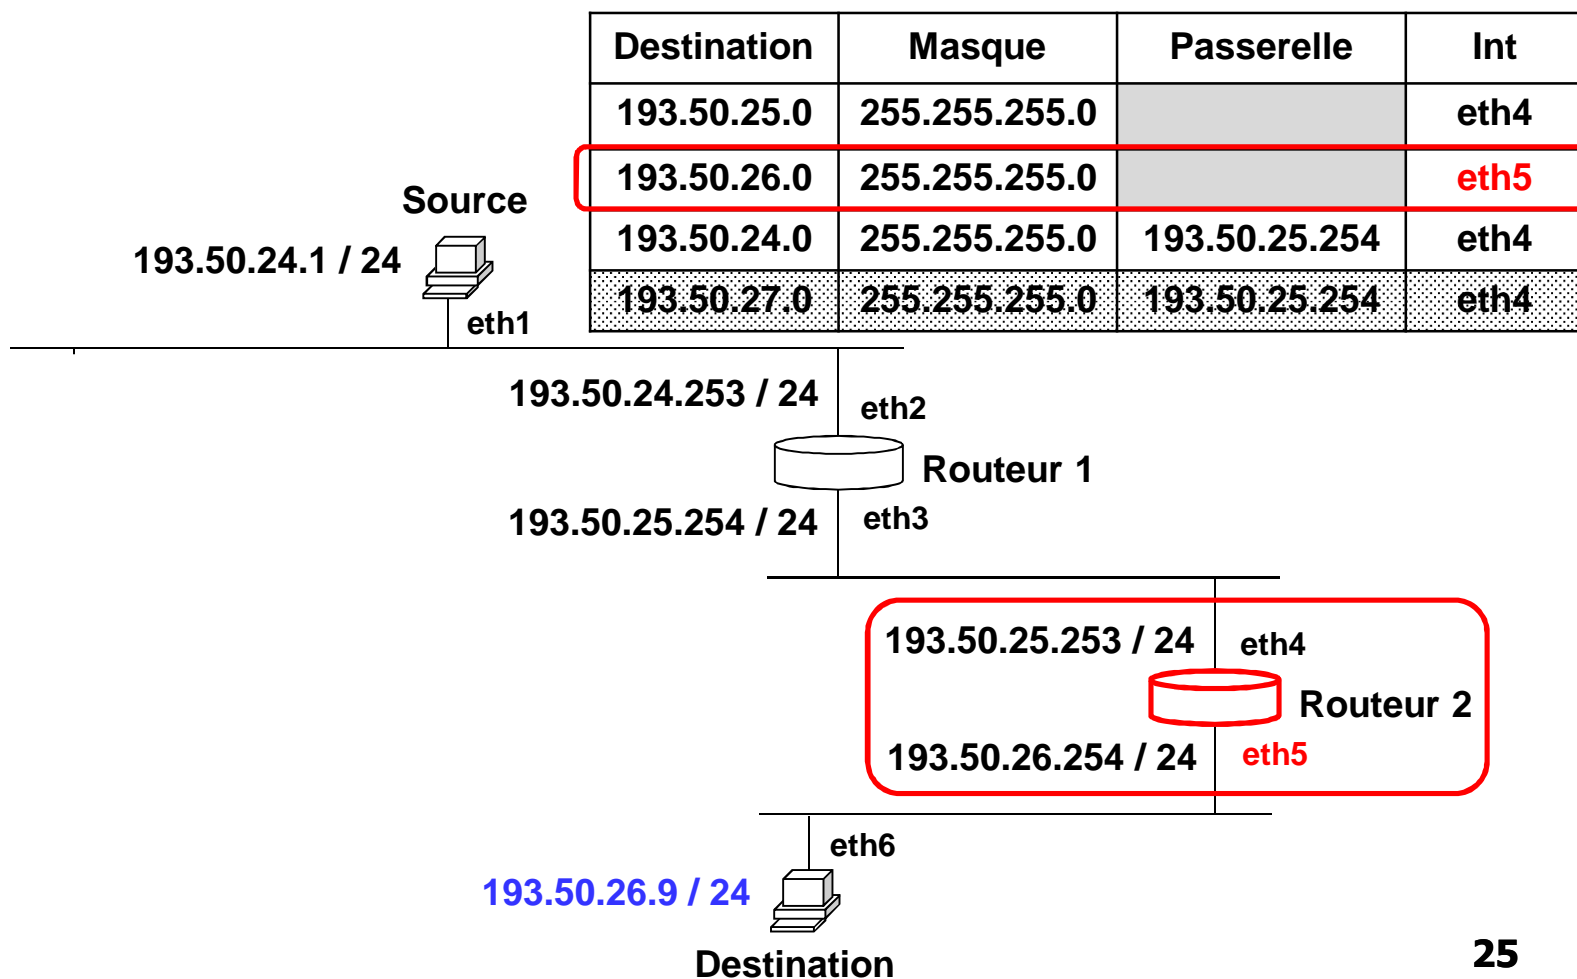 Destination Masque Passerelle Int
193.50.25.0 255.255.255.0 eth4
193.50.26.0 255.255.255.0 eth5
193.50.24.0 255.255.255.0 193.50.25.254 eth4
193.50.27.0 255.255.255.0 193.50.25.254 eth4
Source
193.50.24.1 / 24
eth1
193.50.24.253 / 24
eth2
Routeur 1
193.50.25.254 / 24
eth3
193.50.25.253 / 24
eth4
Routeur 2
193.50.26.254 / 24
eth5
eth6
193.50.26.9 / 24
Destination
25